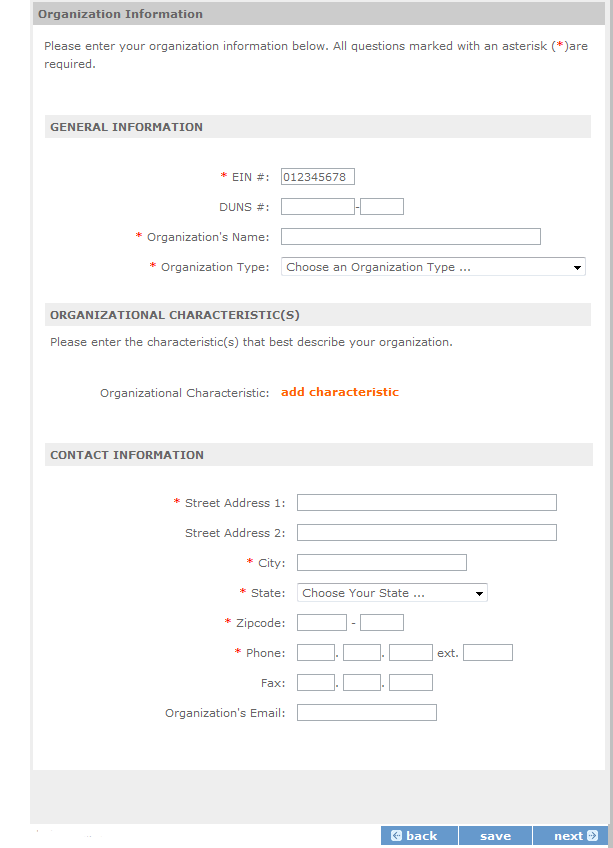 Organization Information
Please enter your organization information below. All questions marked with an asterisk (*)are
required.
GENERAL INFORMATION
* EIN #: 012345678
DUNS #: -
* Organization's Name:
* Organization Type: Choose an Organization Type ...
ORGANIZATIONAL CHARACTERISTIC(S)
Please enter the characteristic(s) that best describe your organization.
Organizational Characteristic: add characteristic
CONTACT INFORMATION
* Street Address 1:
Street Address 2:
* City:
* State: Choose Your State ...
* Zipcode: -
* Phone: . . ext.
Fax: . .
Organization's Email:
back save next